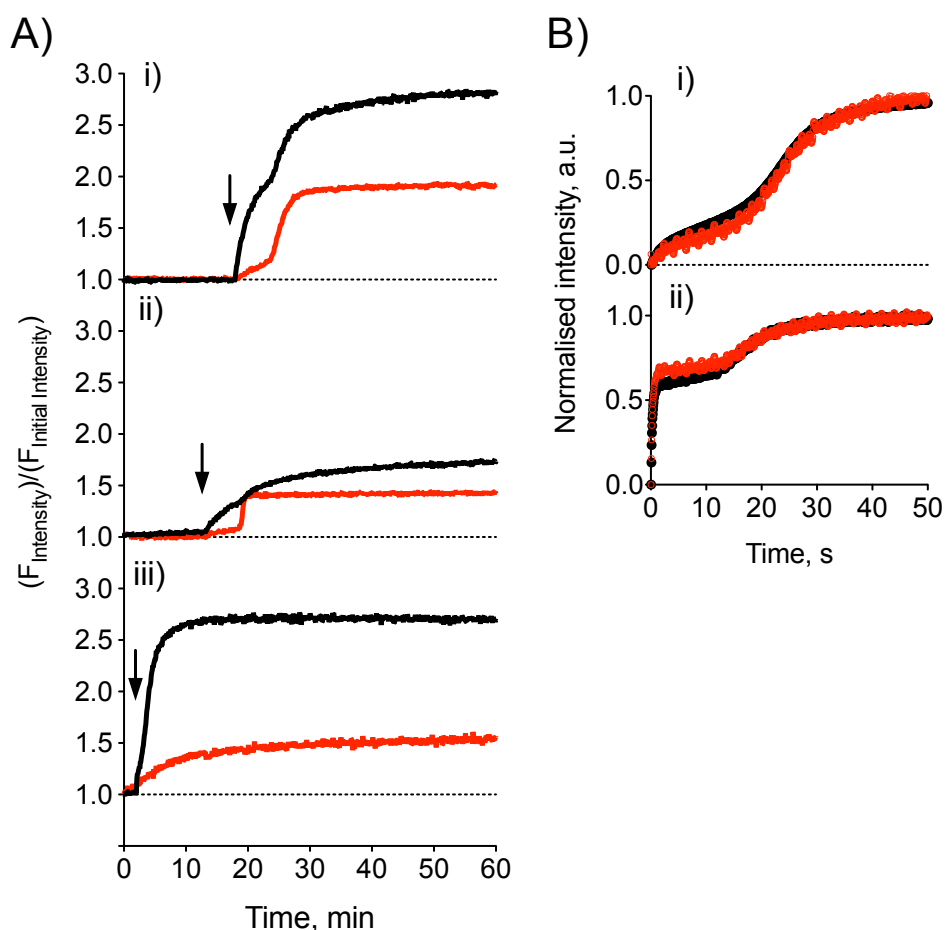 A)
i)
3.0
2.5
2.0
1.5
1.0
ii)
3.0
2.5
2.0
1.5
1.0
iii)
3.0
2.5
2.0
1.5
1.0
0 10 20 30 40 50 60
Time, min
(F Intensity)/(F Initial Intensity)
B)
i)
1.0
0.5
0.0
ii)
1.0
0.5
0.0
0 10 20 30 40 50
Time, s
Normalised intensity, a.u.